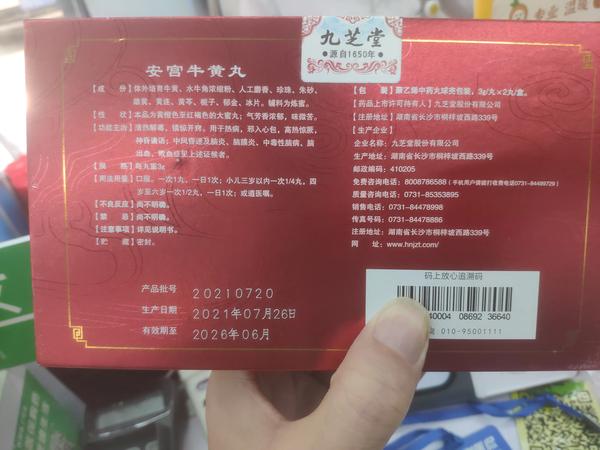 九芝堂
●源自1650年●
安宫牛黄丸
【成 份】体外培育牛黄、水牛角浓缩粉、人工麝香、珍珠、朱砂、
雄黄、黄连、黄芩、栀子、郁金、冰片。辅料为炼蜜。
【性 状】本品为黄橙色至红褐色的大蜜丸;气芳香浓郁,味微苦。
【功能主治】清热解毒,镇惊开窍。用于热病,邪入心包,高热惊厥,
神昏谵语;中风昏迷及脑炎、脑膜炎、中毒性脑病、脑
出血、败血症见上述证候者。
【规 格】每丸重3g
【用法用量】口服。一次1丸,一日1次;小儿三岁以内一次1/4丸,四
岁至六岁一次1/2丸,一日1次;或遵医嘱。
【不良反应】尚不明确。
【禁 忌】尚不明确。
【注意事项】详见说明书。
【贮 藏】密封。
产品批号 20210720
生产日期 2021年07月26日
有效期至 2026年06月
【包 装】聚乙烯中药丸球壳包装,3g/丸×2丸/盒。
【药品上市许可持有人】九芝堂股份有限公司
【注册地址】湖南省长沙市桐梓坡西路339号
【生产企业】
企业名称:九芝堂股份有限公司
生产地址:湖南省长沙市桐梓坡西路339号
邮政编码:410205
免费咨询电话:8008786588(手机用户请拨打收费电话0731-84499729)
质量咨询电话:0731-85353895
销售电话:0731-84478998
传真号码:0731-84478886
注册地址:湖南省长沙市桐梓坡西路339号
网 址:www.hnjzt.com
码上放心追溯码
40004 08692 36640
010-95001111
专业 温暖